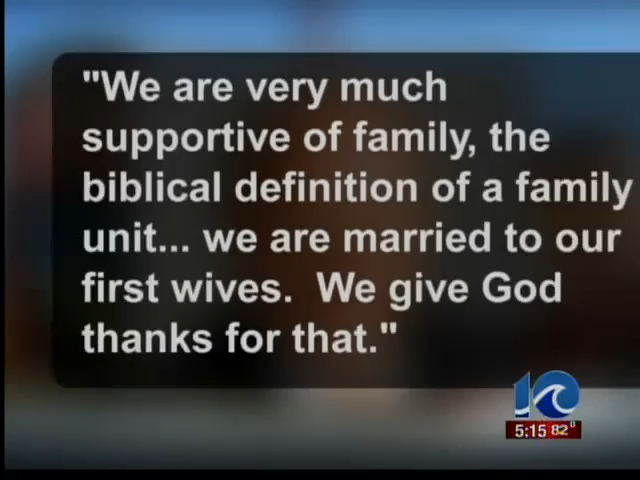 "We are very much
supportive of family, the
biblical definition of a family
unit... we are married to our
first wives.  We give God
thanks for that."
10
5:15 82°